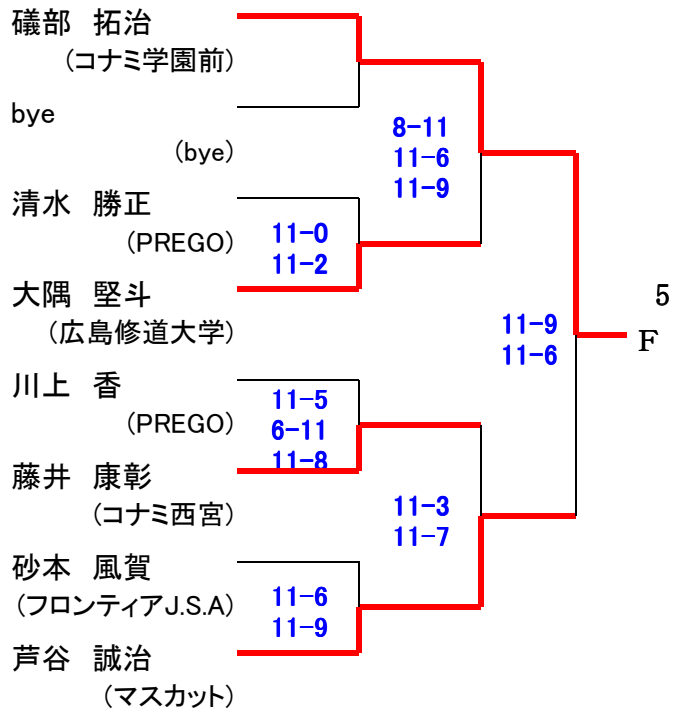 礒部 拓治
(コナミ学園前)
bye
(bye)
8-11
11-6
11-9
清水 勝正
(PREGO)
11-0
11-2
大隅 堅斗
(広島修道大学)
5
F
11-9
11-6
川上 香
(PREGO)
11-5
6-11
11-8
藤井 康彰
(コナミ西宮)
11-3
11-7
砂本 風賀
(フロンティアJ.S.A)
11-6
11-9
芦谷 誠治
(マスカット)